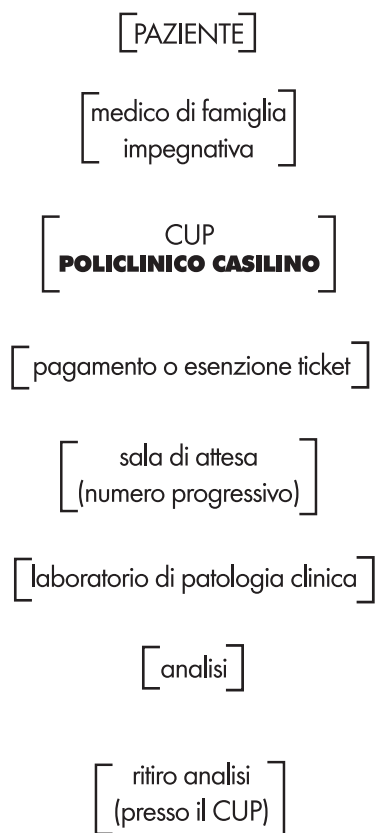 PAZIENTE
medico di famiglia
impegnativa
CUP
POLICLINICO CASILINO
pagamento o esenzione ticket
sala di attesa
(numero progressivo)
laboratorio di patologia clinica
analisi
ritiro analisi
(presso il CUP)